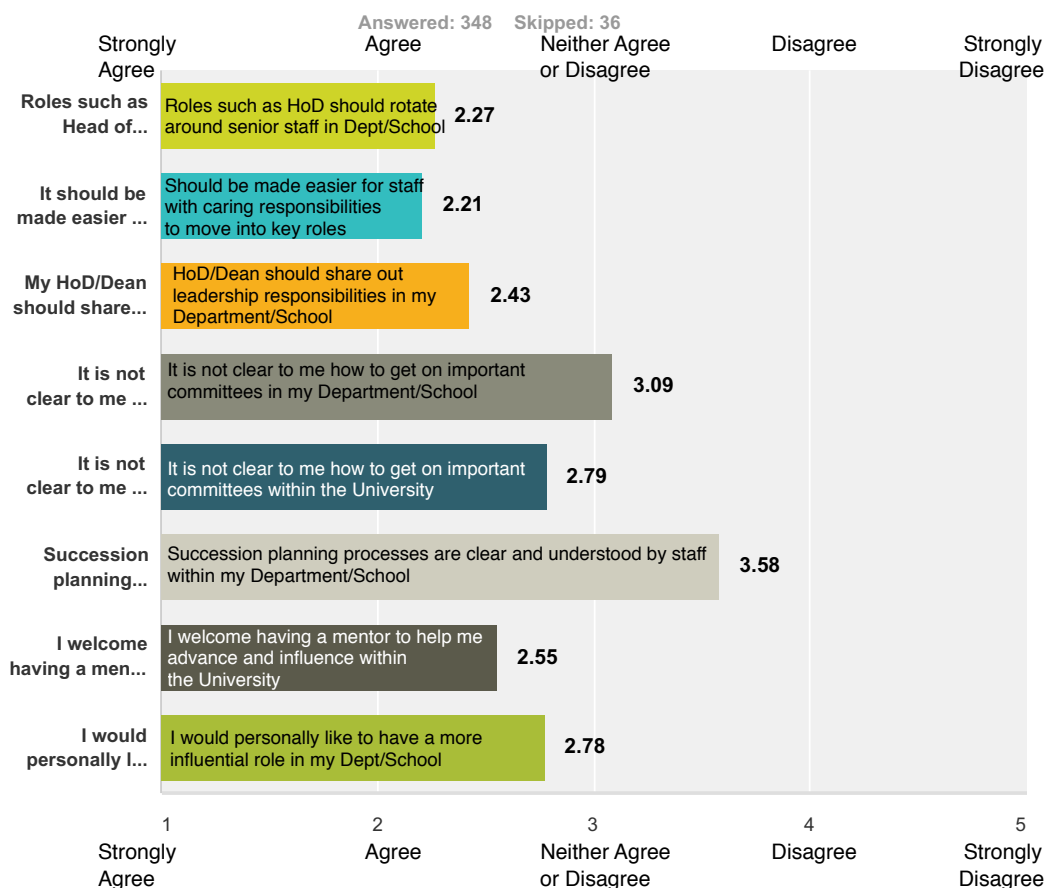 Answered: 348 Skipped: 36
Strongly Agree
Agree
Neither Agree or Disagree
Disagree
Strongly Disagree
Roles such as
Head of...
Roles such as HoD should rotate
around senior staff in Dept/School
2.27
It should be
made easier ...
Should be made easier for staff
with caring responsibilities
to move into key roles
2.21
My HoD/Dean
should share...
HoD/Dean should share out
leadership responsibilities in my
Department/School
2.43
It is not
clear to me ...
It is not clear to me how to get on important
committees in my Department/School
3.09
It is not
clear to me ...
It is not clear to me how to get on important
committees within the University
2.79
Succession
planning...
Succession planning processes are clear and understood by staff
within my Department/School
3.58
I welcome
having a men...
I welcome having a mentor to help me
advance and influence within
the University
2.55
I would
personally l...
I would personally like to have a more
influential role in my Dept/School
2.78
1 2 3 4 5
Strongly Agree
Agree
Neither Agree or Disagree
Disagree
Strongly Disagree